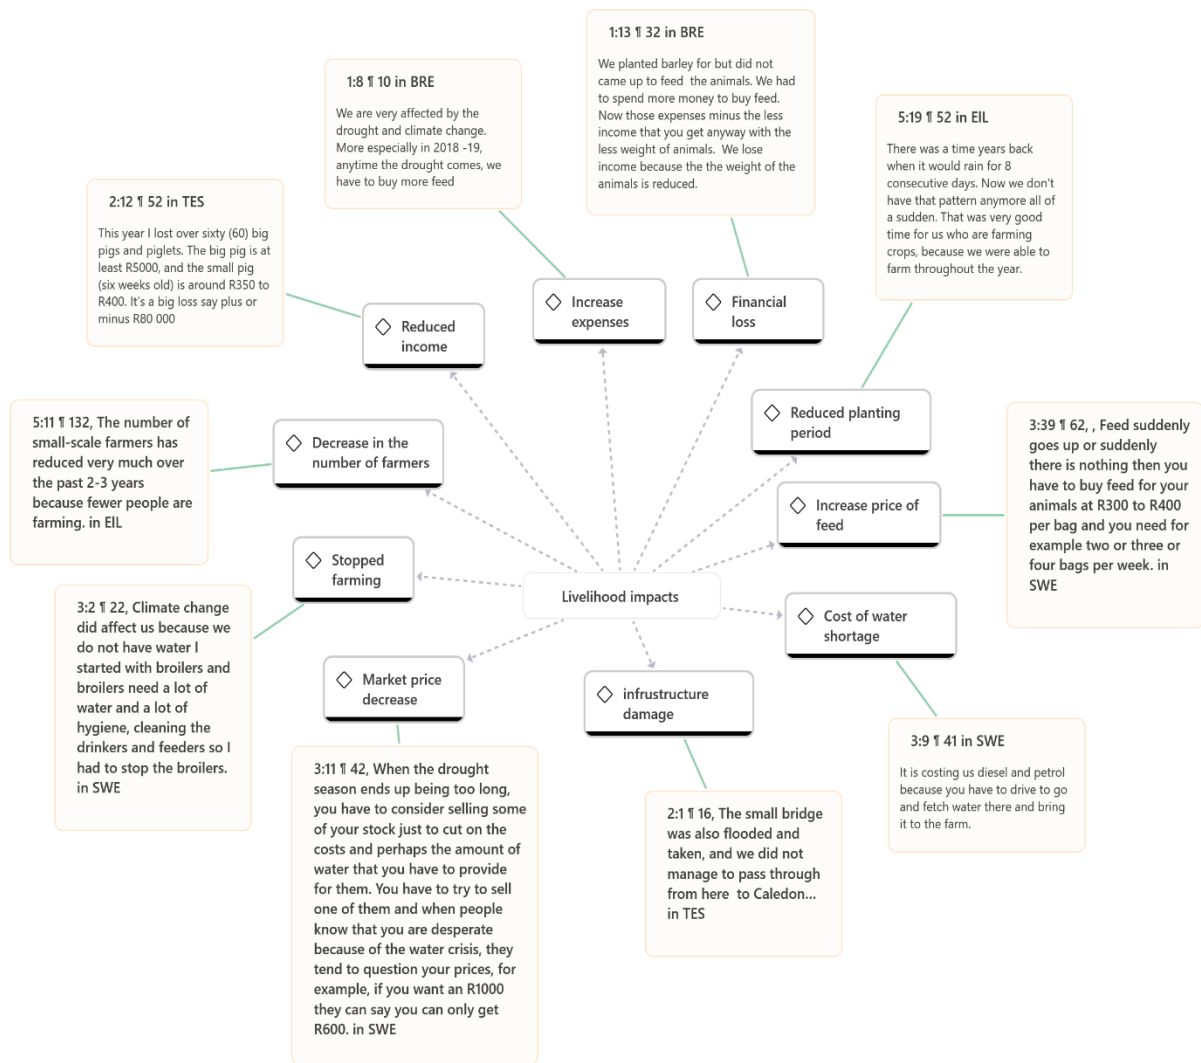 1:13 ¶ 32 in BRE
We planted barley for but did not
came up to feed  the animals. We had
to spend more money to buy feed.
Now those expenses minus the less
income that you get anyway with the
less weight of animals.  We lose
income because the the weight of the
animals is reduced.
1:8 ¶ 10 in BRE
We are very affected by the
drought and climate change.
More especially in 2018 -19,
anytime the drought comes, we
have to buy more feed
5:19 ¶ 52 in EIL
There was a time years back
when it would rain for 8
consecutive days. Now we don't
have that pattern anymore all of
a sudden. That was very good
time for us who are farming
crops, because we were able to
farm throughout the year.
2:12 ¶ 52 in TES
This year I lost over sixty (60) big
pigs and piglets. The big pig is at
least R5000, and the small pig
(six weeks old) is around R350 to
R400. It's a big loss say plus or
minus R80 000
Reduced
income
Increase
expenses
Financial
loss
Reduced planting
period
5:11 ¶ 132, The number of
small-scale farmers has
reduced very much over
the past 2-3 years
because fewer people are
farming. in EIL
Decrease in the
number of farmers
3:39 ¶ 62, , Feed suddenly
goes up or suddenly
there is nothing then you
have to buy feed for your
animals at R300 to R400
per bag and you need for
example two or three or
four bags per week. in
SWE
Increase price of
feed
Stopped
farming
Livelihood impacts
Cost of water
shortage
3:2 ¶ 22, Climate change
did affect us because we
do not have water I
started with broilers and
broilers need a lot of
water and a lot of
hygiene, cleaning the
drinkers and feeders so I
had to stop the broilers.
in SWE
Market price
decrease
infrustructure
damage
3:9 ¶ 41 in SWE
It is costing us diesel and petrol
because you have to drive to go
and fetch water there and bring
it to the farm.
3:11 ¶ 42, When the drought
season ends up being too long,
you have to consider selling some
of your stock just to cut on the
costs and perhaps the amount of
water that you have to provide
for them. You have to try to sell
one of them and when people
know that you are desperate
because of the water crisis, they
tend to question your prices, for
example, if you want an R1000
they can say you can only get
R600. in SWE
2:1 ¶ 16, The small bridge
was also flooded and
taken, and we did not
manage to pass through
from here  to Caledon...
in TES